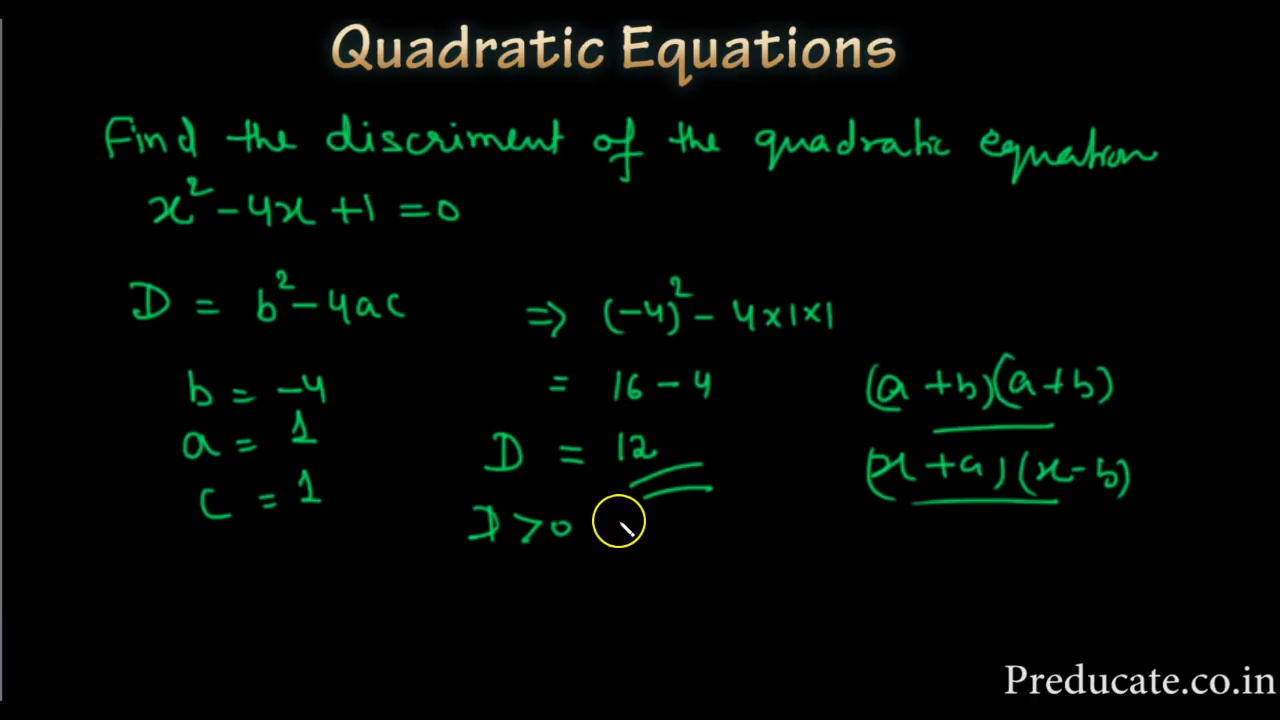 Quadratic Equations
Find the discriment of the quadratic equation
x² - 4x + 1 = 0
D = b² - 4ac
b = -4
a = 1
c = 1
⇒ (-4)² - 4×1×1
= 16 - 4
D = 12
D > 0
(a + b)(a + b)
(x + a)(x - b)
Preducate.co.in